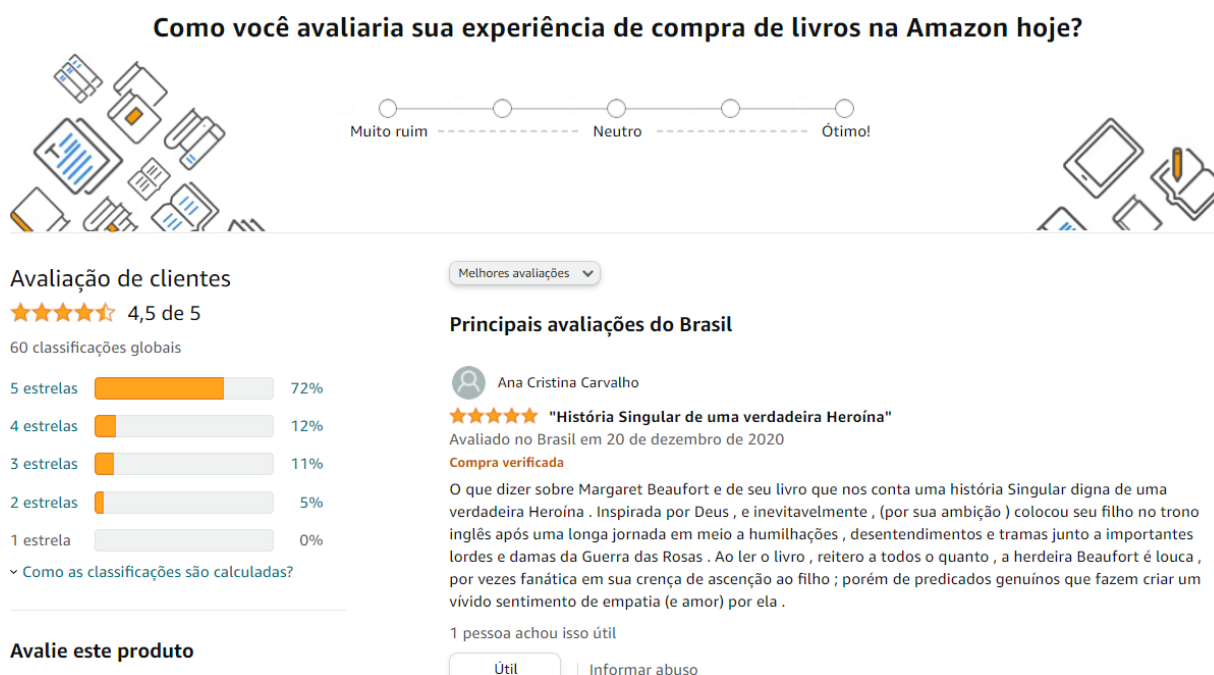 Como você avaliaria sua experiência de compra de livros na Amazon hoje?
Muito ruim
Neutro
Ótimo!
Avaliação de clientes
4,5 de 5
60 classificações globais
5 estrelas 72%
4 estrelas 12%
3 estrelas 11%
2 estrelas 5%
1 estrela 0%
Como as classificações são calculadas?
Avalie este produto
Melhores avaliações
Principais avaliações do Brasil
Ana Cristina Carvalho
"História Singular de uma verdadeira Heroína"
Avaliado no Brasil em 20 de dezembro de 2020
Compra verificada
O que dizer sobre Margaret Beaufort e de seu livro que nos conta uma história Singular digna de uma
verdadeira Heroína . Inspirada por Deus , e inevitavelmente , (por sua ambição ) colocou seu filho no trono
inglês após uma longa jornada em meio a humilhações , desentendimentos e tramas junto a importantes
lordes e damas da Guerra das Rosas . Ao ler o livro , reitero a todos o quanto , a herdeira Beaufort é louca ,
por vezes fanática em sua crença de ascenção ao filho ; porém de predicados genuínos que fazem criar um
vívido sentimento de empatia (e amor) por ela .
1 pessoa achou isso útil
Útil
Informar abuso